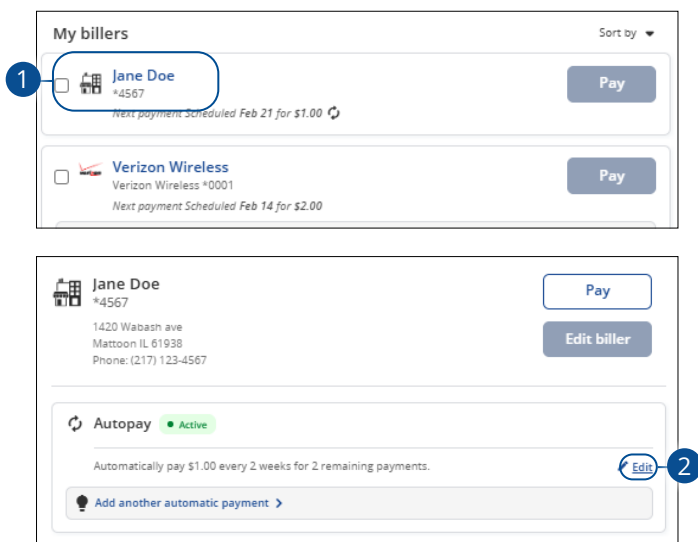 My billers
Sort by
1
Jane Doe
*4567
Next payment Scheduled Feb 21 for $1.00
Pay
Verizon Wireless
Verizon Wireless *0001
Next payment Scheduled Feb 14 for $2.00
Pay
Jane Doe
*4567
1420 Wabash ave
Mattoon IL 61938
Phone: (217) 123-4567
Pay
Edit biller
Autopay Active
Automatically pay $1.00 every 2 weeks for 2 remaining payments.
Edit
2
Add another automatic payment